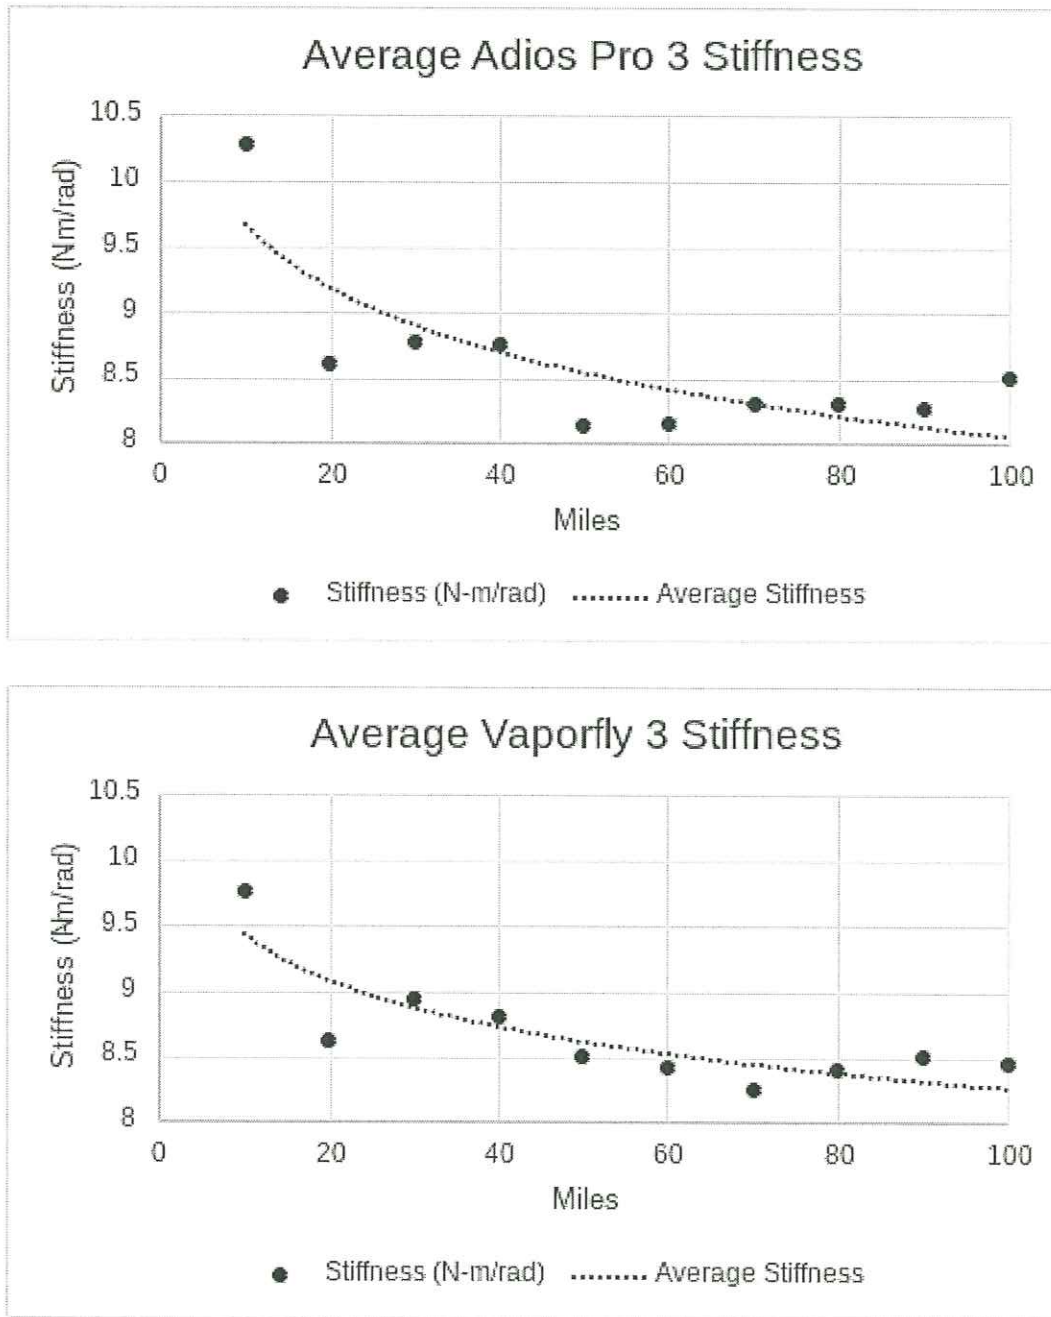 Average Adios Pro 3 Stiffness
10.5
10
9.5
9
8.5
8
Stiffness (Nm/rad)
0 20 40 60 80 100
Miles
Stiffness (N-m/rad) Average Stiffness
Average Vaporfly 3 Stiffness
10.5
10
9.5
9
8.5
8
Stiffness (Nm/rad)
0 20 40 60 80 100
Miles
Stiffness (N-m/rad) Average Stiffness